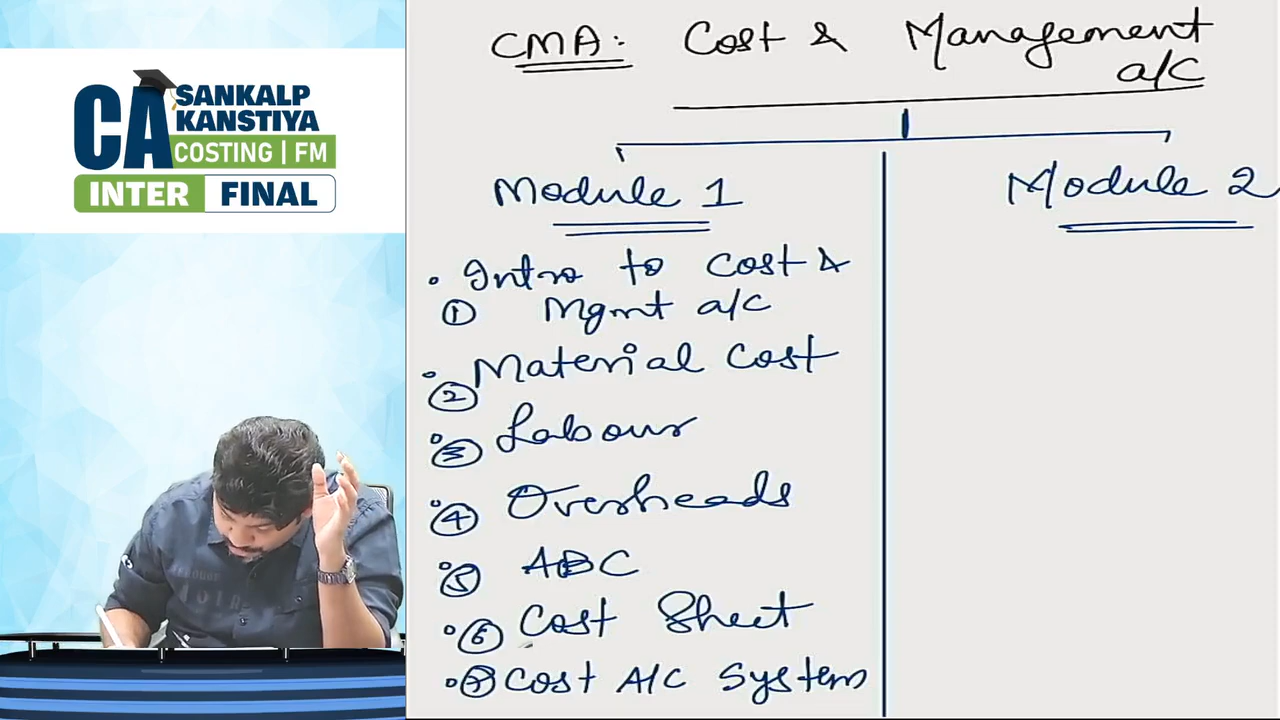 CA
SANKALP
KANSTIYA
COSTING | FM
INTER FINAL
CMA: Cost & Management
a/c
Module 1
Module 2
• Intro to Cost &
① Mgmt a/c
• ② Material Cost
• ③ Labour
• ④ Overheads
• ⑤ ABC
• ⑥ Cost Sheet
• ⑦ Cost A/C System